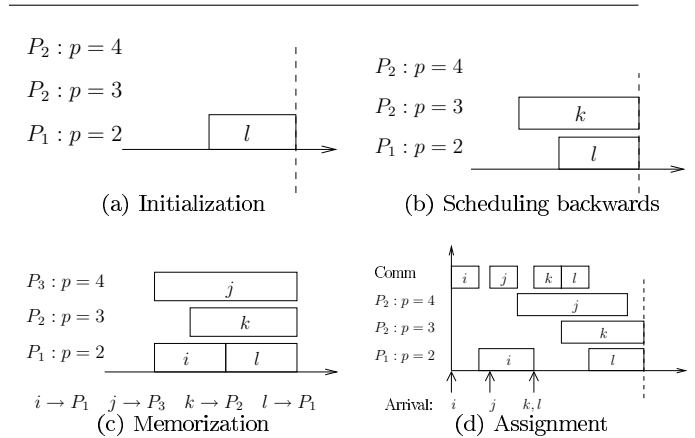 P₂ : p = 4
P₂ : p = 3
P₁ : p = 2
l
(a) Initialization
P₂ : p = 4
P₂ : p = 3
P₁ : p = 2
k
l
(b) Scheduling backwards
P₃ : p = 4
P₂ : p = 3
P₁ : p = 2
j
k
i l
i → P₁ j → P₃ k → P₂ l → P₁
(c) Memorization
Comm i j k l
P₂ : p = 4 j
P₂ : p = 3 k
P₁ : p = 2 i l
Arrival: i j k, l
(d) Assignment